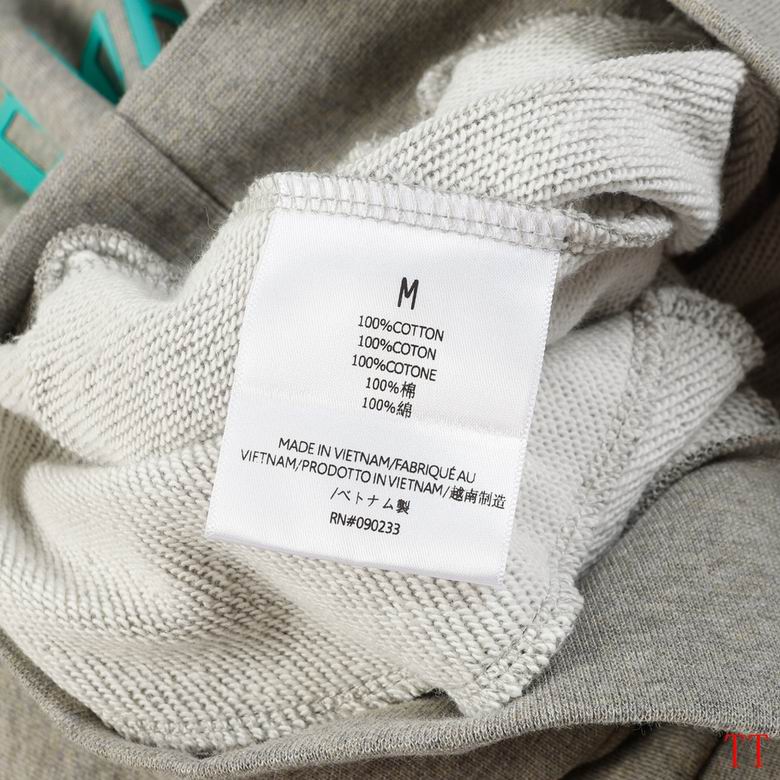 M
100%COTTON
100%COTON
100%COTONE
100%棉
100%綿
MADE IN VIETNAM/FABRIQUÉ AU
VIETNAM/PRODOTTO IN VIETNAM/越南制造
/ベトナム製
RN#090233
TT